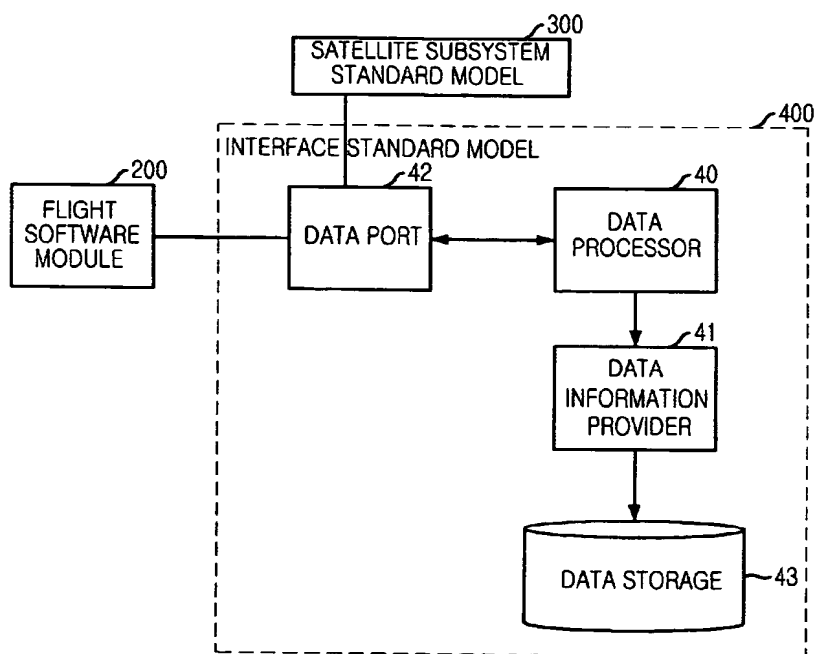 300
SATELLITE SUBSYSTEM
STANDARD MODEL
400
INTERFACE STANDARD MODEL
200
FLIGHT
SOFTWARE
MODULE
42
DATA PORT
40
DATA
PROCESSOR
41
DATA
INFORMATION
PROVIDER
DATA STORAGE
43